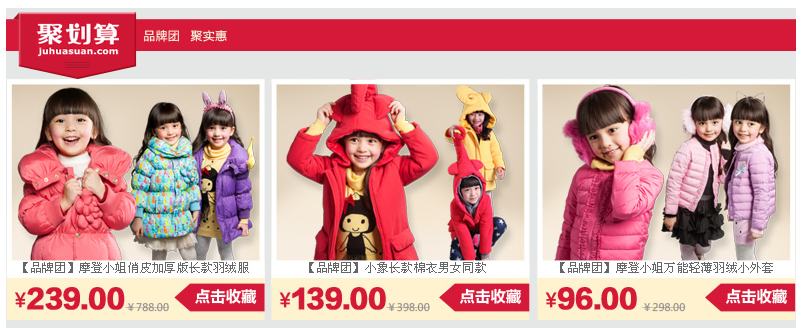 聚划算
juhuasuan.com
品牌团 聚实惠
【品牌团】摩登小姐俏皮加厚版长款羽绒服
¥239.00 ¥788.00 点击收藏
【品牌团】小象长款棉衣男女同款
¥139.00 ¥398.00 点击收藏
【品牌团】摩登小姐万能轻薄羽绒小外套
¥96.00 ¥298.00 点击收藏